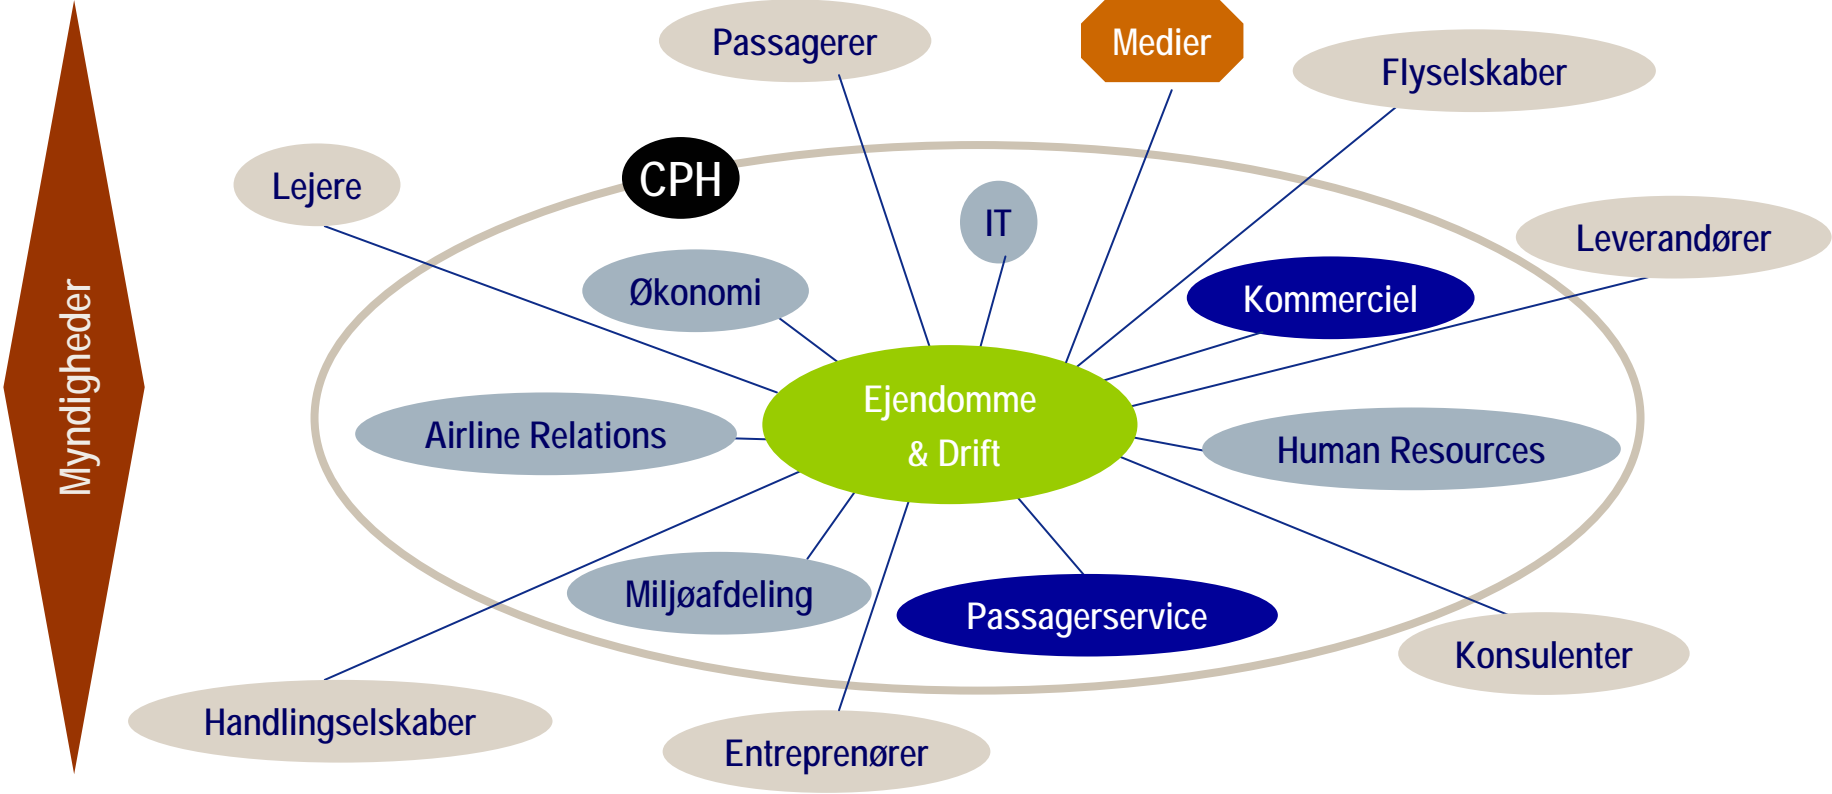 Passagerer
Medier
Flyselskaber
Lejere
CPH
IT
Leverandører
Økonomi
Kommerciel
Myndigheder
Ejendomme
& Drift
Airline Relations
Human Resources
Miljøafdeling
Passagerservice
Konsulenter
Handlingselskaber
Entreprenører